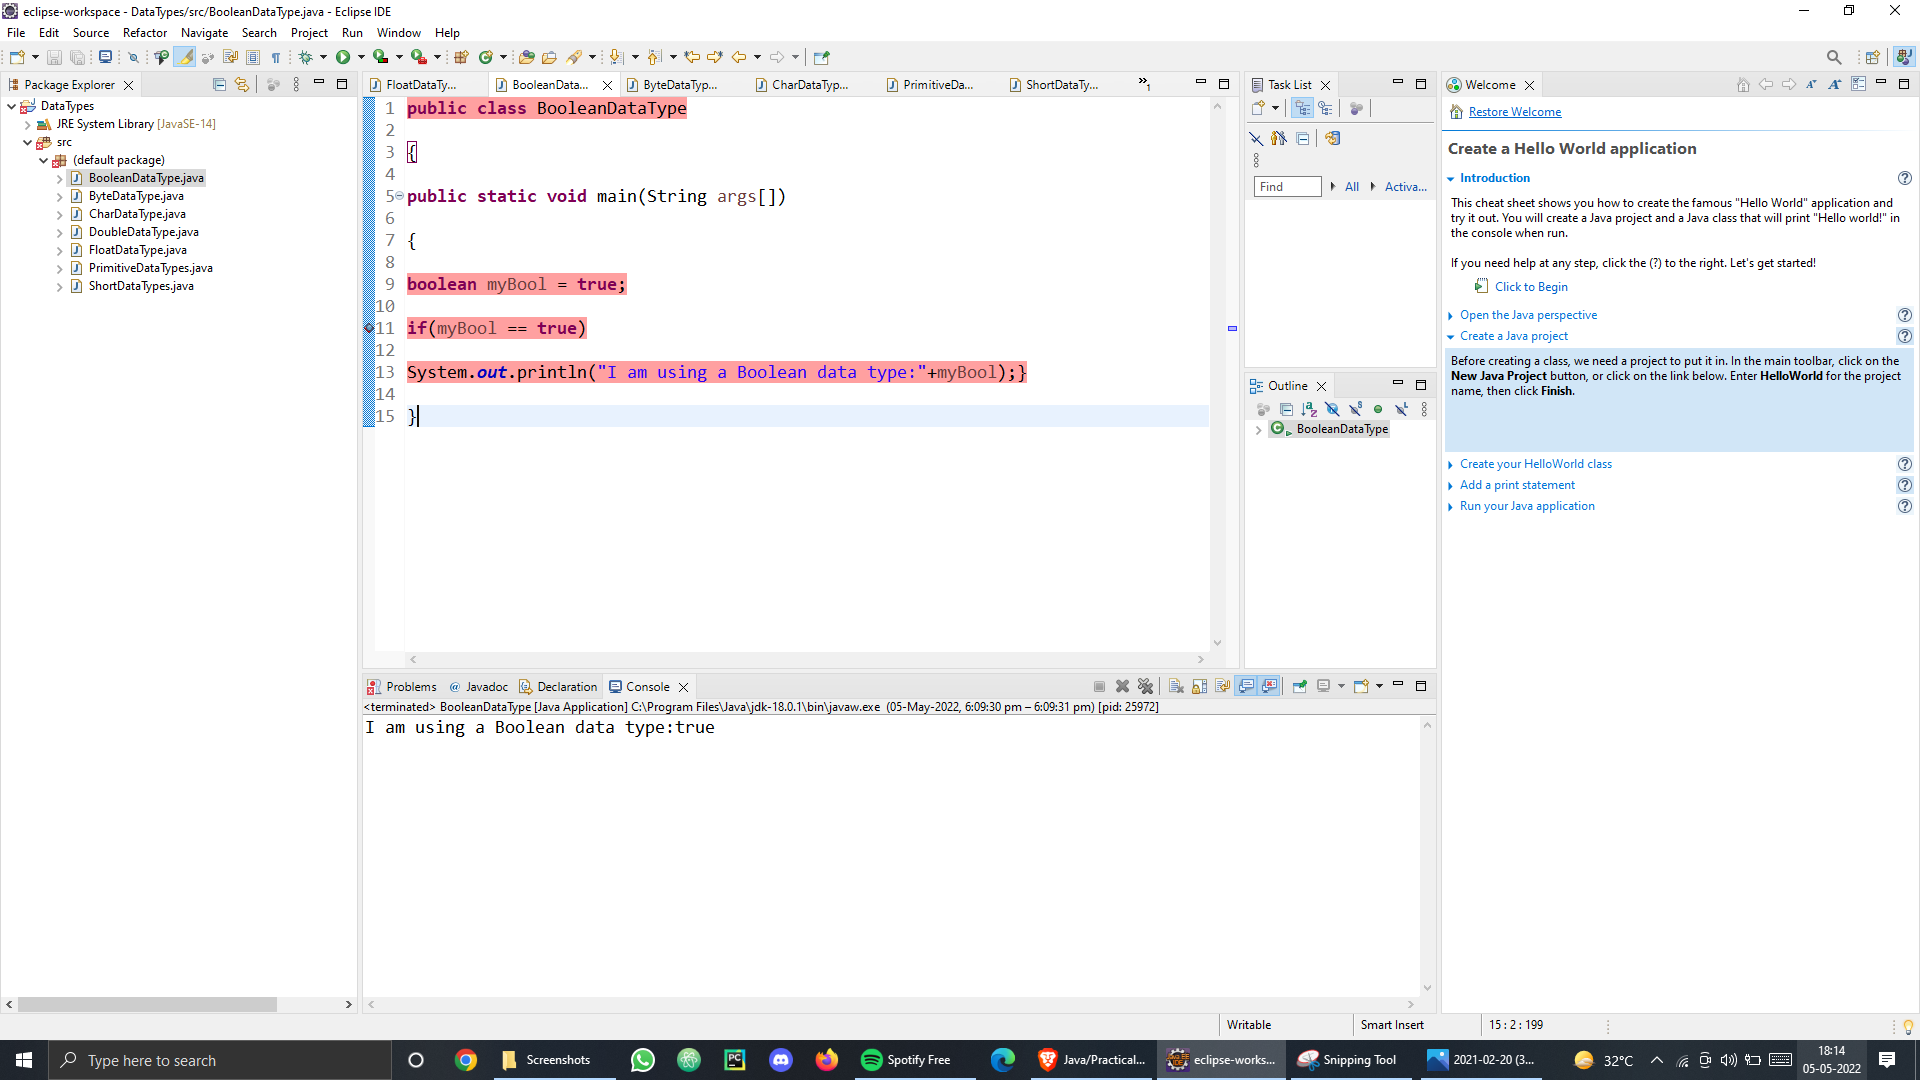 eclipse-workspace - DataTypes/src/BooleanDataType.java - Eclipse IDE
File Edit Source Refactor Navigate Search Project Run Window Help
Package Explorer
DataTypes
JRE System Library [JavaSE-14]
src
(default package)
BooleanDataType.java
ByteDataType.java
CharDataType.java
DoubleDataType.java
FloatDataType.java
PrimitiveDataTypes.java
ShortDataTypes.java
FloatDataTy... BooleanData... ByteDataTyp... CharDataTyp... PrimitiveDa... ShortDataTy... »1
1 public class BooleanDataType
2
3 {
4
5 public static void main(String args[])
6
7 {
8
9 boolean myBool = true;
10
11 if(myBool == true)
12
13 System.out.println("I am using a Boolean data type:"+myBool);}
14
15 }
Task List
Find All Activa...
Outline
BooleanDataType
Welcome
Restore Welcome
Create a Hello World application
Introduction
This cheat sheet shows you how to create the famous "Hello World" application and
try it out. You will create a Java project and a Java class that will print "Hello world!" in
the console when run.
If you need help at any step, click the (?) to the right. Let's get started!
Click to Begin
Open the Java perspective
Create a Java project
Before creating a class, we need a project to put it in. In the main toolbar, click on the
New Java Project button, or click on the link below. Enter HelloWorld for the project
name, then click Finish.
Create your HelloWorld class
Add a print statement
Run your Java application
Problems @ Javadoc Declaration Console
<terminated> BooleanDataType [Java Application] C:\Program Files\Java\jdk-18.0.1\bin\javaw.exe (05-May-2022, 6:09:30 pm – 6:09:31 pm) [pid: 25972]
I am using a Boolean data type:true
Writable Smart Insert 15 : 2 : 199
Type here to search
Screenshots
Spotify Free
Java/Practical...
eclipse-works...
Snipping Tool
2021-02-20 (3...
32°C
18:14
05-05-2022